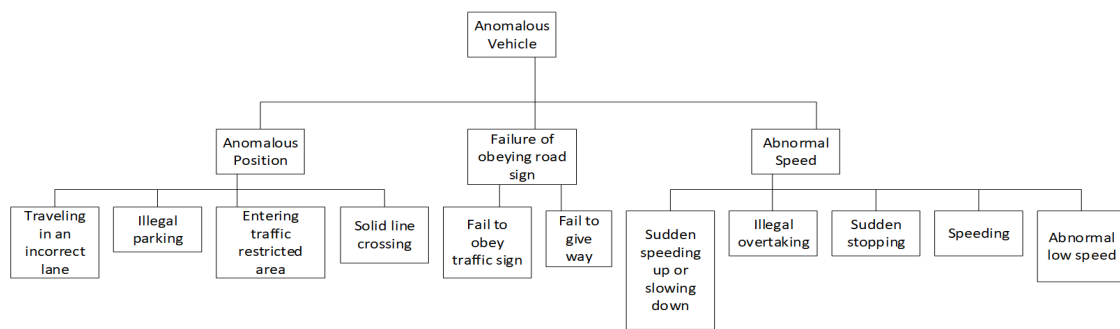 Anomalous
Vehicle
Anomalous
Position
Failure of
obeying road
sign
Abnormal
Speed
Traveling
in an
incorrect
lane
Illegal
parking
Entering
traffic
restricted
area
Solid line
crossing
Fail to
obey
traffic sign
Fail to
give
way
Sudden
speeding
up or
slowing
down
Illegal
overtaking
Sudden
stopping
Speeding
Abnormal
low speed